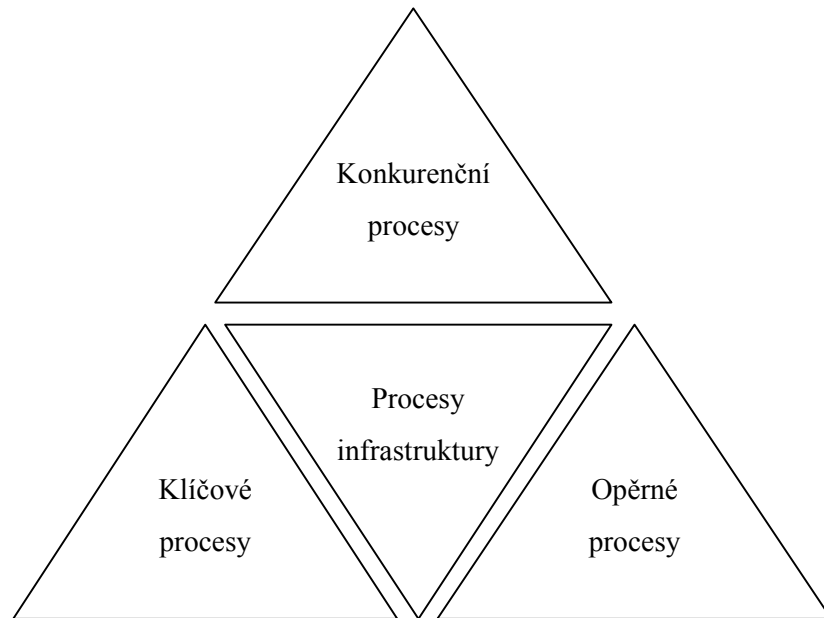 Konkurenční
procesy
Procesy
infrastruktury
Klíčové
procesy
Opěrné
procesy